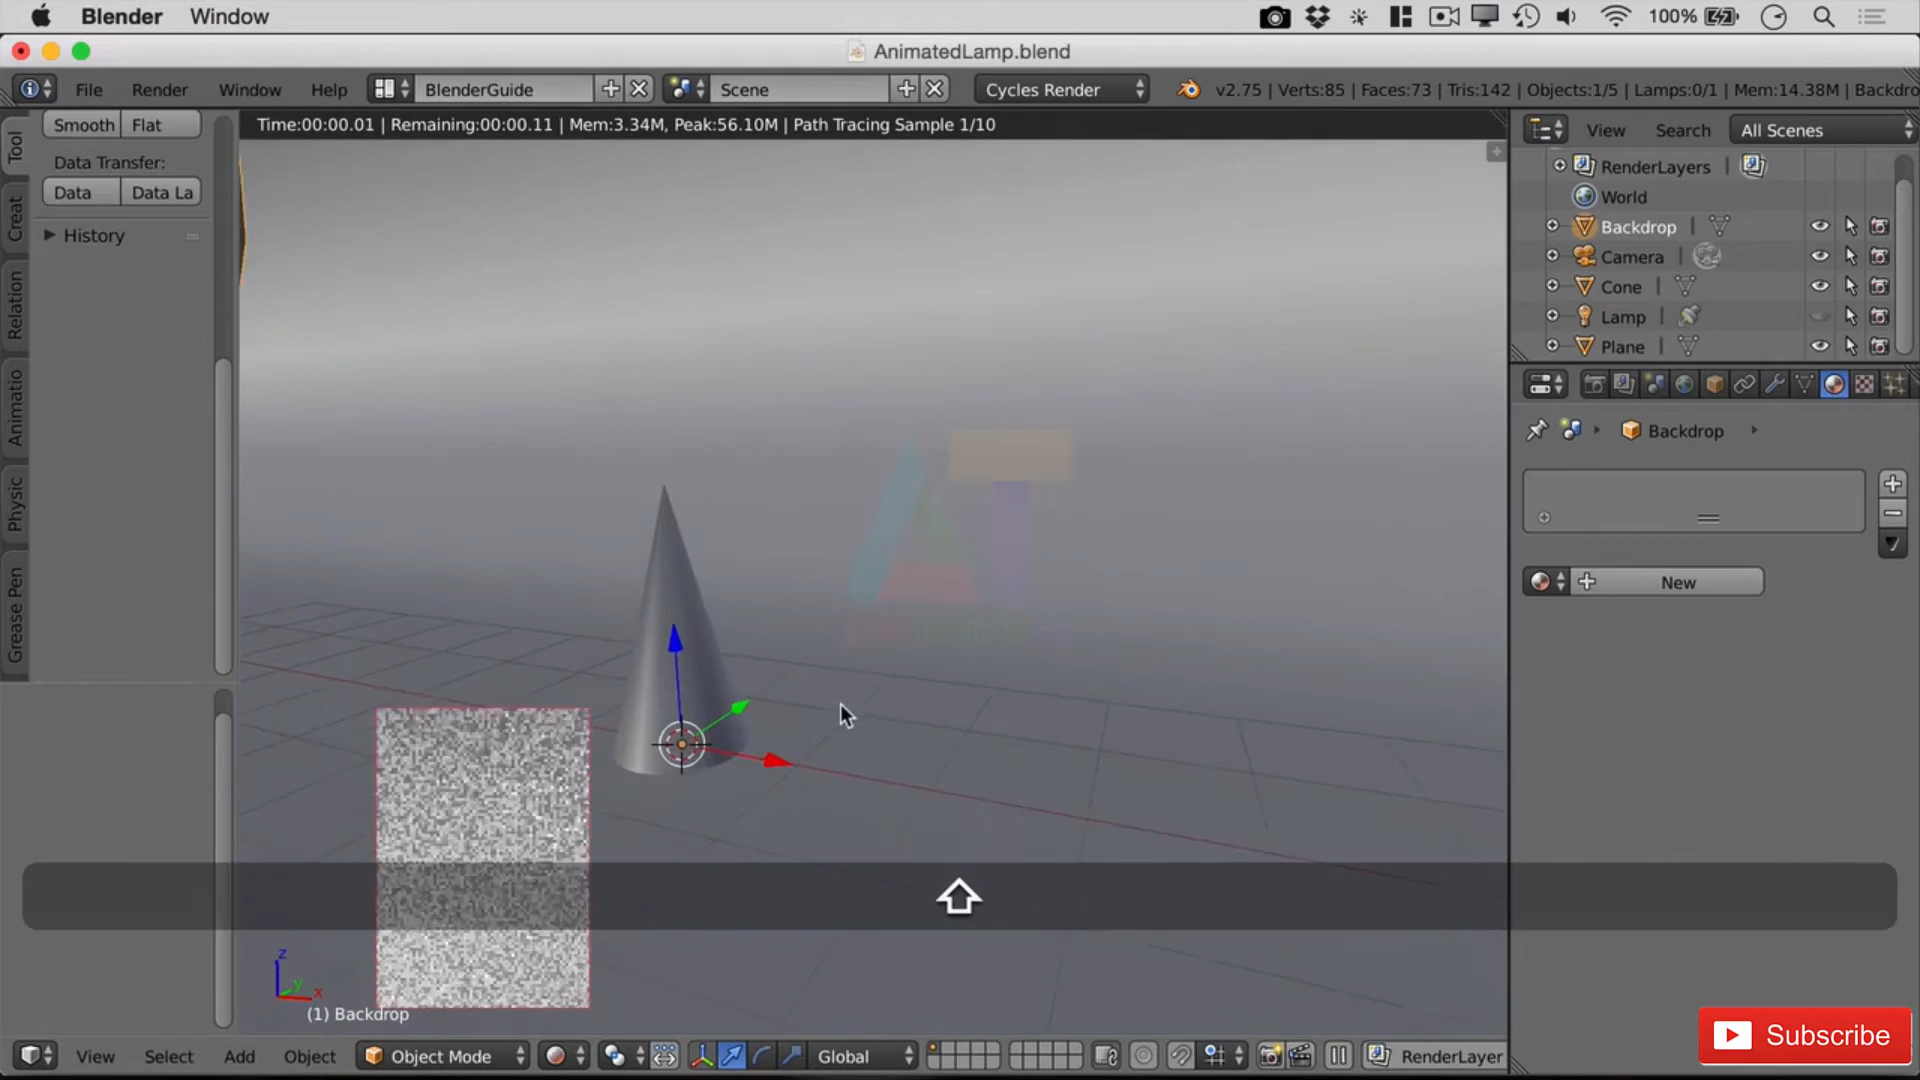 Blender Window 100%
AnimatedLamp.blend
File Render Window Help BlenderGuide Scene Cycles Render v2.75 | Verts:85 | Faces:73 | Tris:142 | Objects:1/5 | Lamps:0/1 | Mem:14.38M | Backdro
Smooth Flat
Time:00:00.01 | Remaining:00:00.11 | Mem:3.34M, Peak:56.10M | Path Tracing Sample 1/10
View Search All Scenes
Tool
Data Transfer:
Data Data La
History
Creat
Relation
Animatio
Physic
Grease Pen
RenderLayers |
World
Backdrop |
Camera |
Cone |
Lamp |
Plane |
Backdrop
New
AT
z
y
x
(1) Backdrop
Subscribe
View Select Add Object Object Mode Global RenderLayer